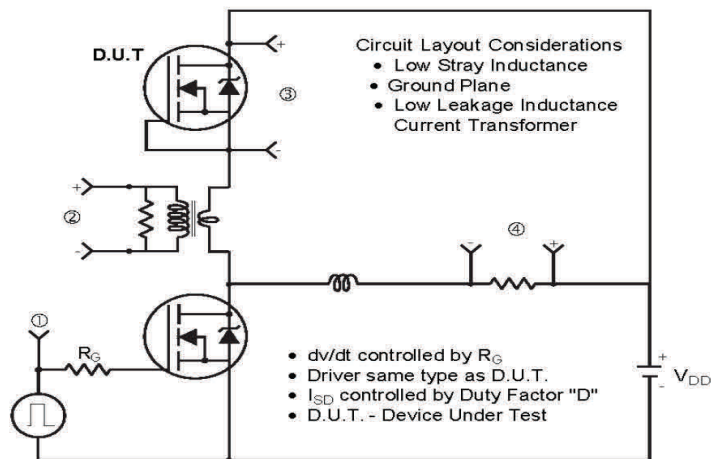 D.U.T
+
③
-
Circuit Layout Considerations
• Low Stray Inductance
• Ground Plane
• Low Leakage Inductance
Current Transformer
+
②
-
-
④
+
①
R_G
+
V_DD
-
• dv/dt controlled by R_G
• Driver same type as D.U.T.
• I_SD controlled by Duty Factor "D"
• D.U.T. - Device Under Test